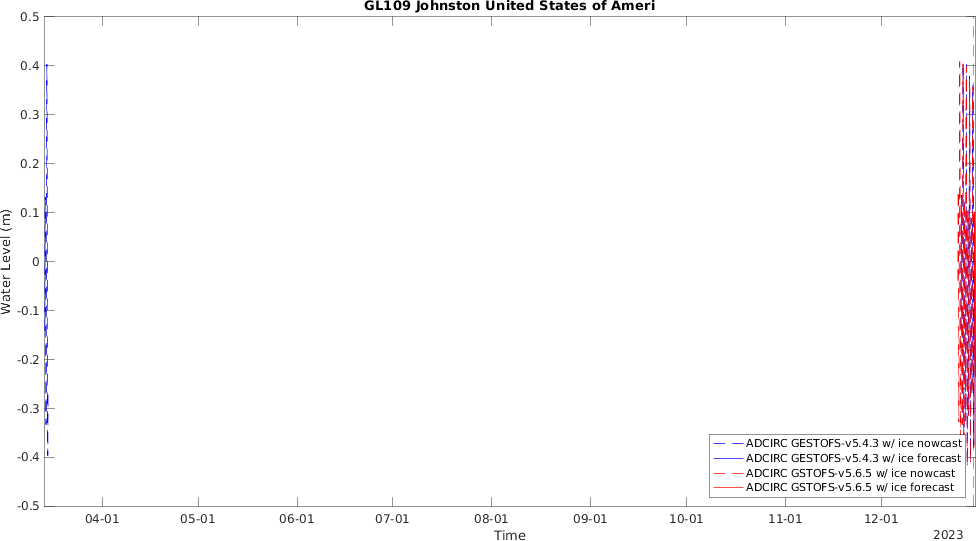 GL109 Johnston United States of Ameri
0.5
0.4
0.3
0.2
0.1
0
-0.1
-0.2
-0.3
-0.4
-0.5
Water Level (m)
04-01 05-01 06-01 07-01 08-01 09-01 10-01 11-01 12-01
Time
2023
ADCIRC GESTOFS-v5.4.3 w/ ice nowcast
ADCIRC GESTOFS-v5.4.3 w/ ice forecast
ADCIRC GSTOFS-v5.6.5 w/ ice nowcast
ADCIRC GSTOFS-v5.6.5 w/ ice forecast